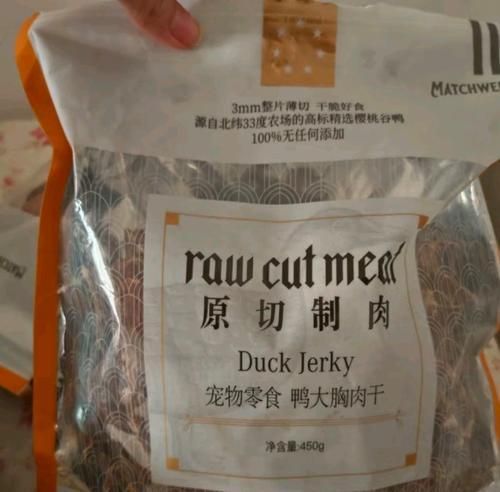 MATCHWE
3mm整片薄切 干脆好食
源自北纬33度农场的高标精选樱桃谷鸭
100%无任何添加
raw cut meat
原切制肉
Duck Jerky
宠物零食 鸭大胸肉干
净含量:450g